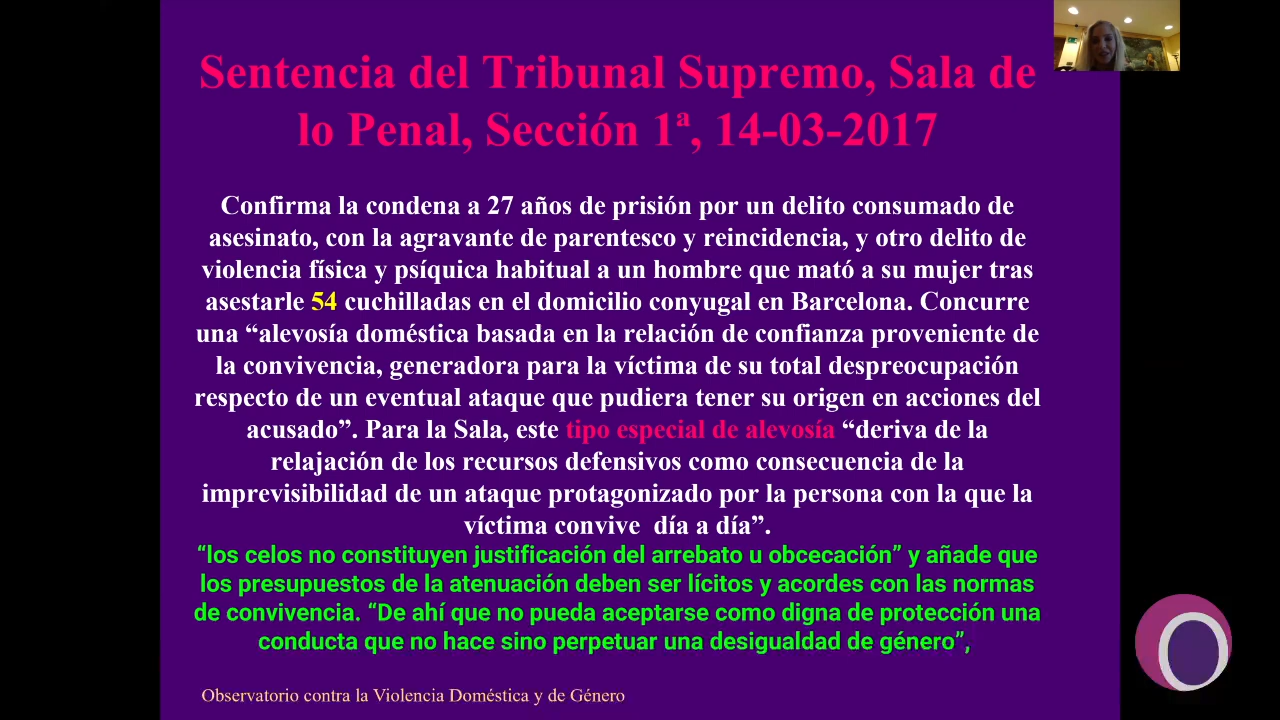 Sentencia del Tribunal Supremo, Sala de
lo Penal, Sección 1ª, 14-03-2017
Confirma la condena a 27 años de prisión por un delito consumado de
asesinato, con la agravante de parentesco y reincidencia, y otro delito de
violencia física y psíquica habitual a un hombre que mató a su mujer tras
asestarle 54 cuchilladas en el domicilio conyugal en Barcelona. Concurre
una “alevosía doméstica basada en la relación de confianza proveniente de
la convivencia, generadora para la víctima de su total despreocupación
respecto de un eventual ataque que pudiera tener su origen en acciones del
acusado”. Para la Sala, este tipo especial de alevosía “deriva de la
relajación de los recursos defensivos como consecuencia de la
imprevisibilidad de un ataque protagonizado por la persona con la que la
víctima convive  día a día”.
“los celos no constituyen justificación del arrebato u obcecación” y añade que
los presupuestos de la atenuación deben ser lícitos y acordes con las normas
de convivencia. “De ahí que no pueda aceptarse como digna de protección una
conducta que no hace sino perpetuar una desigualdad de género”,
Observatorio contra la Violencia Doméstica y de Género